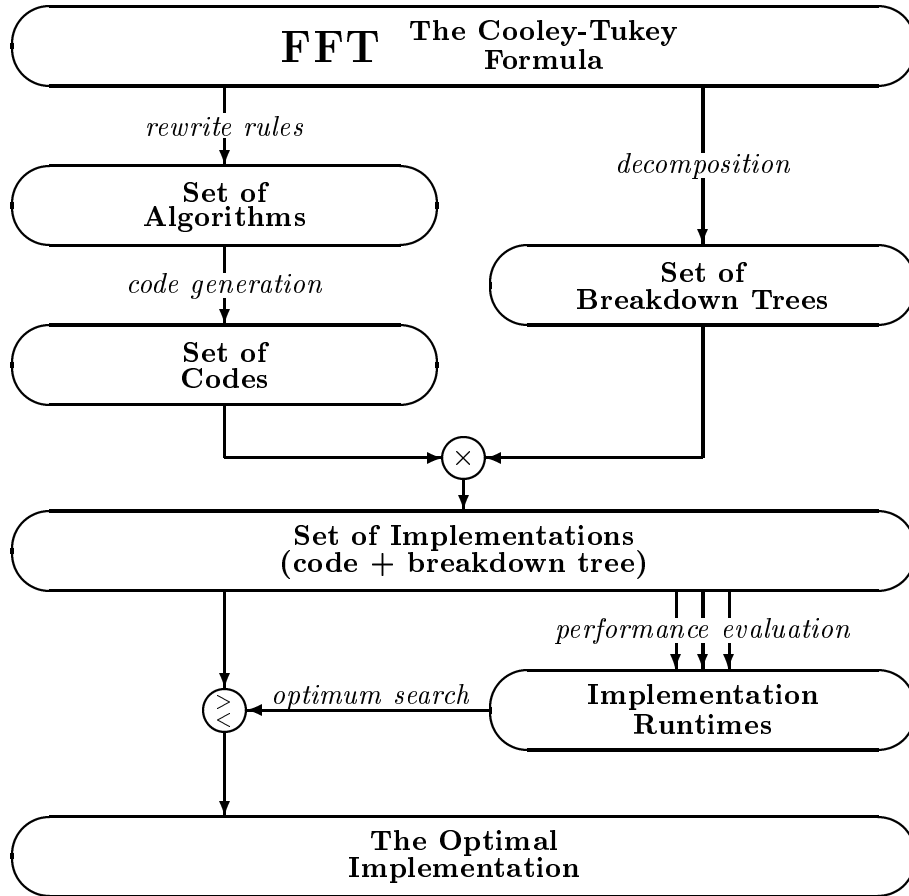 FFT The Cooley-Tukey
Formula
rewrite rules
decomposition
Set of
Algorithms
code generation
Set of
Breakdown Trees
Set of
Codes
×
Set of Implementations
(code + breakdown tree)
performance evaluation
optimum search
>
<
Implementation
Runtimes
The Optimal
Implementation